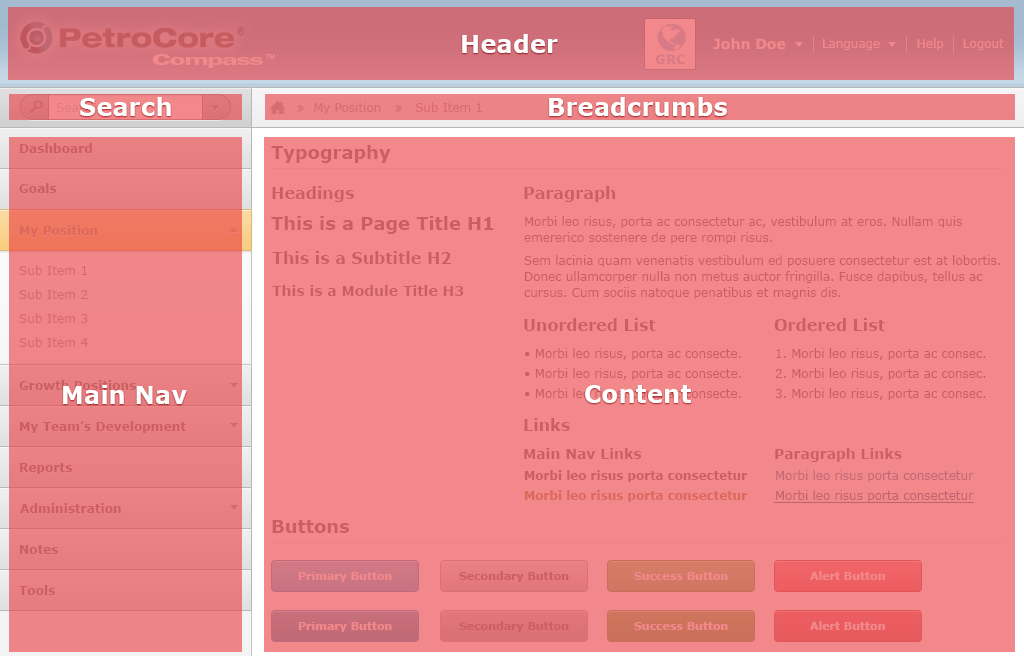 PetroCore®
Compass™
Header
GRC
John Doe
Language
Help
Logout
Search
My Position » Sub Item 1
Breadcrumbs
Dashboard
Goals
My Position
Sub Item 1
Sub Item 2
Sub Item 3
Sub Item 4
Growth Positions
Main Nav
My Team's Development
Reports
Administration
Notes
Tools
Typography
Headings
This is a Page Title H1
This is a Subtitle H2
This is a Module Title H3
Paragraph
Morbi leo risus, porta ac consectetur ac, vestibulum at eros. Nullam quis
emererico sostenere de pere rompi risus.
Sem lacinia quam venenatis vestibulum ed posuere consectetur est at lobortis.
Donec ullamcorper nulla non metus auctor fringilla. Fusce dapibus, tellus ac
cursus. Cum sociis natoque penatibus et magnis dis.
Unordered List
• Morbi leo risus, porta ac consecte.
• Morbi leo risus, porta ac consecte.
• Morbi leo consecte.
Content
Ordered List
1. Morbi leo risus, porta ac consec.
2. Morbi leo risus, porta ac consec.
3. Morbi leo risus, porta ac consec.
Links
Main Nav Links
Morbi leo risus porta consectetur
Morbi leo risus porta consectetur
Paragraph Links
Morbi leo risus porta consectetur
Morbi leo risus porta consectetur
Buttons
Primary Button
Secondary Button
Success Button
Alert Button
Primary Button
Secondary Button
Success Button
Alert Button